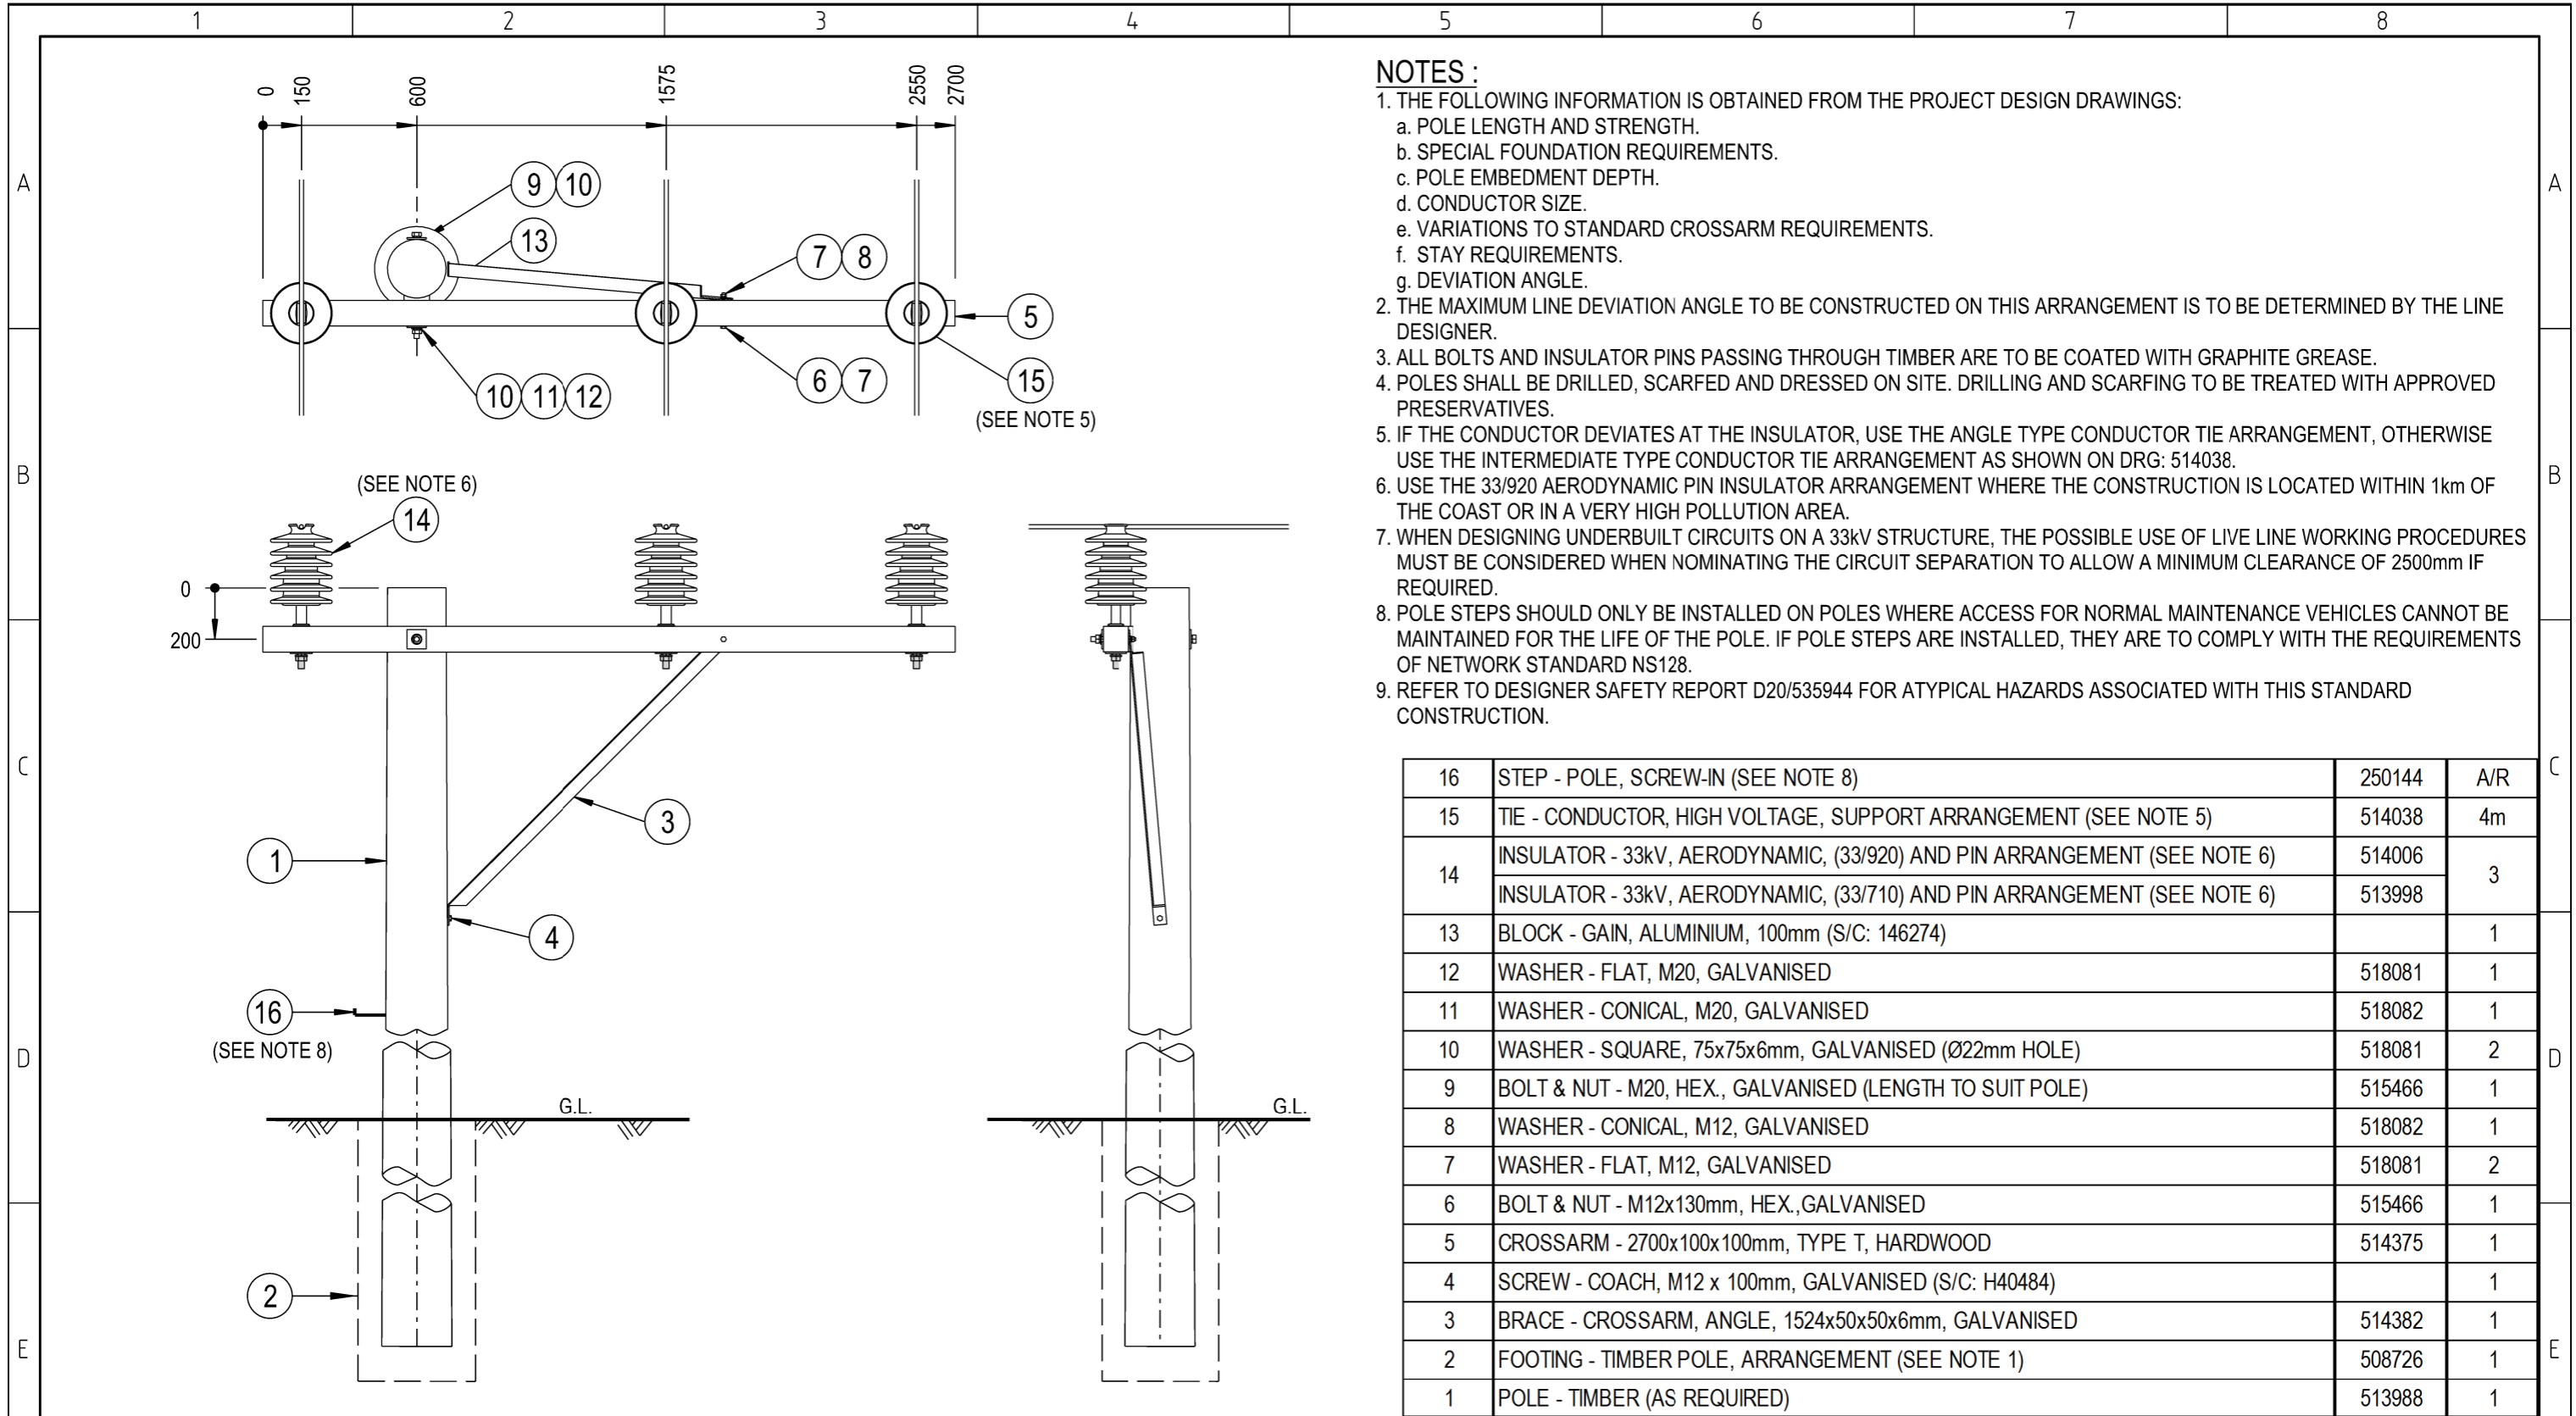 1 2 3 4 5 6 7 8
0 150 600 1575 2550 2700
A
A
9 10
13
7 8
5
6 7
15
10 11 12
(SEE NOTE 5)
B
B
(SEE NOTE 6)
14
0
200
C
C
3
1
4
16
(SEE NOTE 8)
D
D
G.L.
G.L.
2
E
E
NOTES :
1. THE FOLLOWING INFORMATION IS OBTAINED FROM THE PROJECT DESIGN DRAWINGS:
a. POLE LENGTH AND STRENGTH.
b. SPECIAL FOUNDATION REQUIREMENTS.
c. POLE EMBEDMENT DEPTH.
d. CONDUCTOR SIZE.
e. VARIATIONS TO STANDARD CROSSARM REQUIREMENTS.
f. STAY REQUIREMENTS.
g. DEVIATION ANGLE.
2. THE MAXIMUM LINE DEVIATION ANGLE TO BE CONSTRUCTED ON THIS ARRANGEMENT IS TO BE DETERMINED BY THE LINE
DESIGNER.
3. ALL BOLTS AND INSULATOR PINS PASSING THROUGH TIMBER ARE TO BE COATED WITH GRAPHITE GREASE.
4. POLES SHALL BE DRILLED, SCARFED AND DRESSED ON SITE. DRILLING AND SCARFING TO BE TREATED WITH APPROVED
PRESERVATIVES.
5. IF THE CONDUCTOR DEVIATES AT THE INSULATOR, USE THE ANGLE TYPE CONDUCTOR TIE ARRANGEMENT, OTHERWISE
USE THE INTERMEDIATE TYPE CONDUCTOR TIE ARRANGEMENT AS SHOWN ON DRG: 514038.
6. USE THE 33/920 AERODYNAMIC PIN INSULATOR ARRANGEMENT WHERE THE CONSTRUCTION IS LOCATED WITHIN 1km OF
THE COAST OR IN A VERY HIGH POLLUTION AREA.
7. WHEN DESIGNING UNDERBUILT CIRCUITS ON A 33kV STRUCTURE, THE POSSIBLE USE OF LIVE LINE WORKING PROCEDURES
MUST BE CONSIDERED WHEN NOMINATING THE CIRCUIT SEPARATION TO ALLOW A MINIMUM CLEARANCE OF 2500mm IF
REQUIRED.
8. POLE STEPS SHOULD ONLY BE INSTALLED ON POLES WHERE ACCESS FOR NORMAL MAINTENANCE VEHICLES CANNOT BE
MAINTAINED FOR THE LIFE OF THE POLE. IF POLE STEPS ARE INSTALLED, THEY ARE TO COMPLY WITH THE REQUIREMENTS
OF NETWORK STANDARD NS128.
9. REFER TO DESIGNER SAFETY REPORT D20/535944 FOR ATYPICAL HAZARDS ASSOCIATED WITH THIS STANDARD
CONSTRUCTION.
16 STEP - POLE, SCREW-IN (SEE NOTE 8) 250144 A/R
15 TIE - CONDUCTOR, HIGH VOLTAGE, SUPPORT ARRANGEMENT (SEE NOTE 5) 514038 4m
14 INSULATOR - 33kV, AERODYNAMIC, (33/920) AND PIN ARRANGEMENT (SEE NOTE 6) 514006 3
INSULATOR - 33kV, AERODYNAMIC, (33/710) AND PIN ARRANGEMENT (SEE NOTE 6) 513998
13 BLOCK - GAIN, ALUMINIUM, 100mm (S/C: 146274) 1
12 WASHER - FLAT, M20, GALVANISED 518081 1
11 WASHER - CONICAL, M20, GALVANISED 518082 1
10 WASHER - SQUARE, 75x75x6mm, GALVANISED (Ø22mm HOLE) 518081 2
9 BOLT & NUT - M20, HEX., GALVANISED (LENGTH TO SUIT POLE) 515466 1
8 WASHER - CONICAL, M12, GALVANISED 518082 1
7 WASHER - FLAT, M12, GALVANISED 518081 2
6 BOLT & NUT - M12x130mm, HEX.,GALVANISED 515466 1
5 CROSSARM - 2700x100x100mm, TYPE T, HARDWOOD 514375 1
4 SCREW - COACH, M12 x 100mm, GALVANISED (S/C: H40484) 1
3 BRACE - CROSSARM, ANGLE, 1524x50x50x6mm, GALVANISED 514382 1
2 FOOTING - TIMBER POLE, ARRANGEMENT (SEE NOTE 1) 508726 1
1 POLE - TIMBER (AS REQUIRED) 513988 1